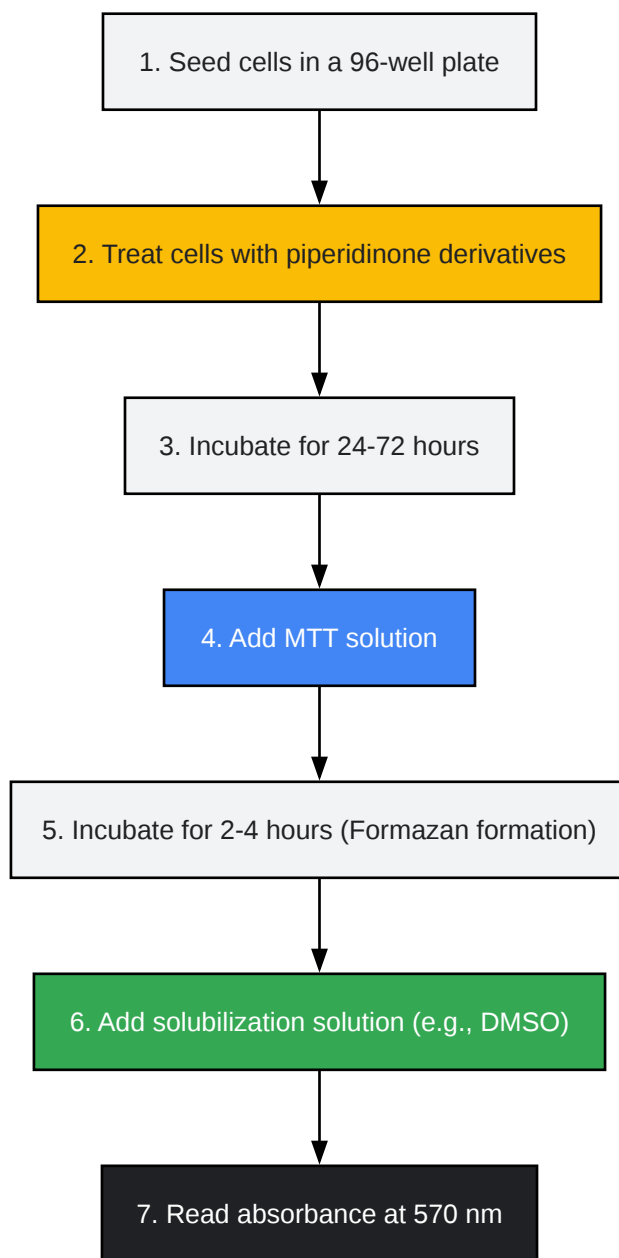 1. Seed cells in a 96-well plate
2. Treat cells with piperidinone derivatives
3. Incubate for 24-72 hours
4. Add MTT solution
5. Incubate for 2-4 hours (Formazan formation)
6. Add solubilization solution (e.g., DMSO)
7. Read absorbance at 570 nm